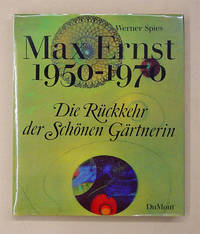 Werner Spies
Max Ernst
1950-1970
Die Rückkehr
der Schönen Gärtnerin
DuMont